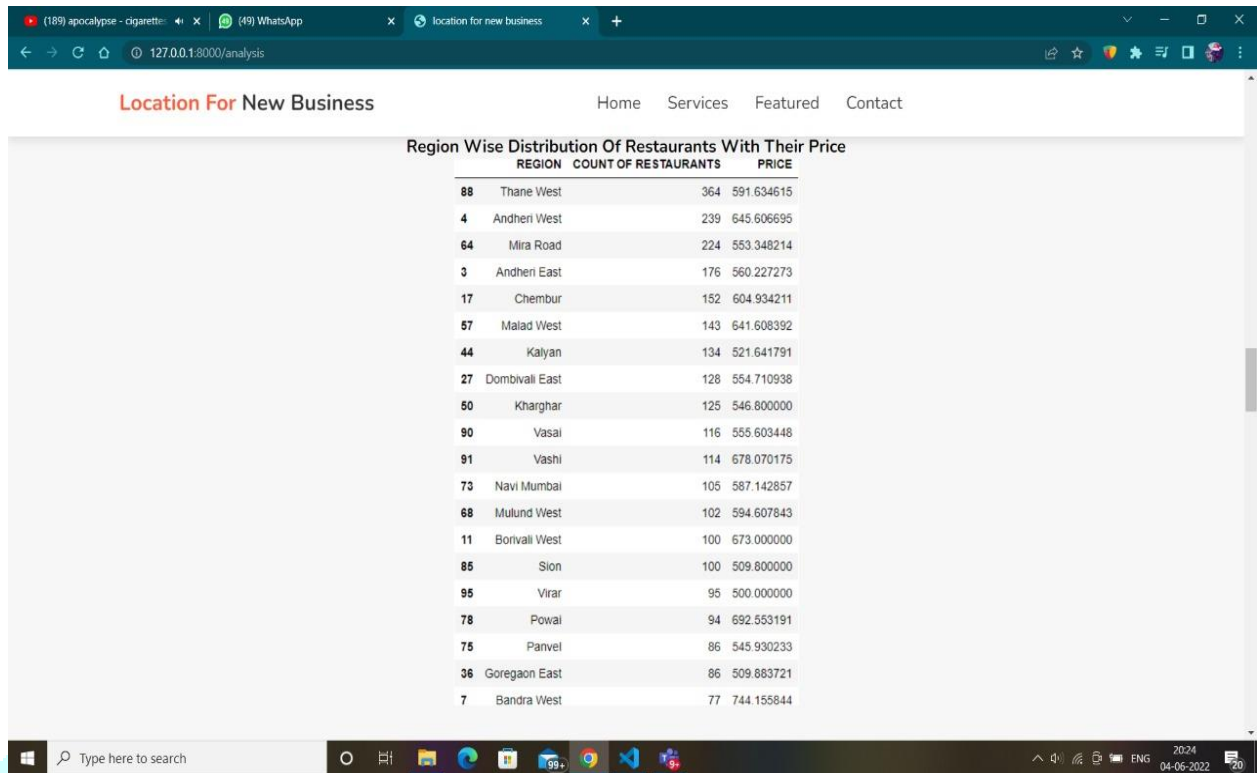 (189) apocalypse - cigarettes
(49) WhatsApp
location for new business
127.0.0.1:8000/analysis
Location For New Business
Home Services Featured Contact
Region Wise Distribution Of Restaurants With Their Price
REGION COUNT OF RESTAURANTS PRICE
88 Thane West 364 591.634615
4 Andheri West 239 645.606695
64 Mira Road 224 553.348214
3 Andheri East 176 560.227273
17 Chembur 152 604.934211
57 Malad West 143 641.608392
44 Kalyan 134 521.641791
27 Dombivali East 128 554.710938
50 Kharghar 125 546.800000
90 Vasai 116 555.603448
91 Vashi 114 678.070175
73 Navi Mumbai 105 587.142857
68 Mulund West 102 594.607843
11 Borivali West 100 673.000000
85 Sion 100 509.800000
95 Virar 95 500.000000
78 Powai 94 692.553191
75 Panvel 86 545.930233
36 Goregaon East 86 509.883721
7 Bandra West 77 744.155844
Type here to search
99+
9+
ENG
20:24
04-06-2022
20